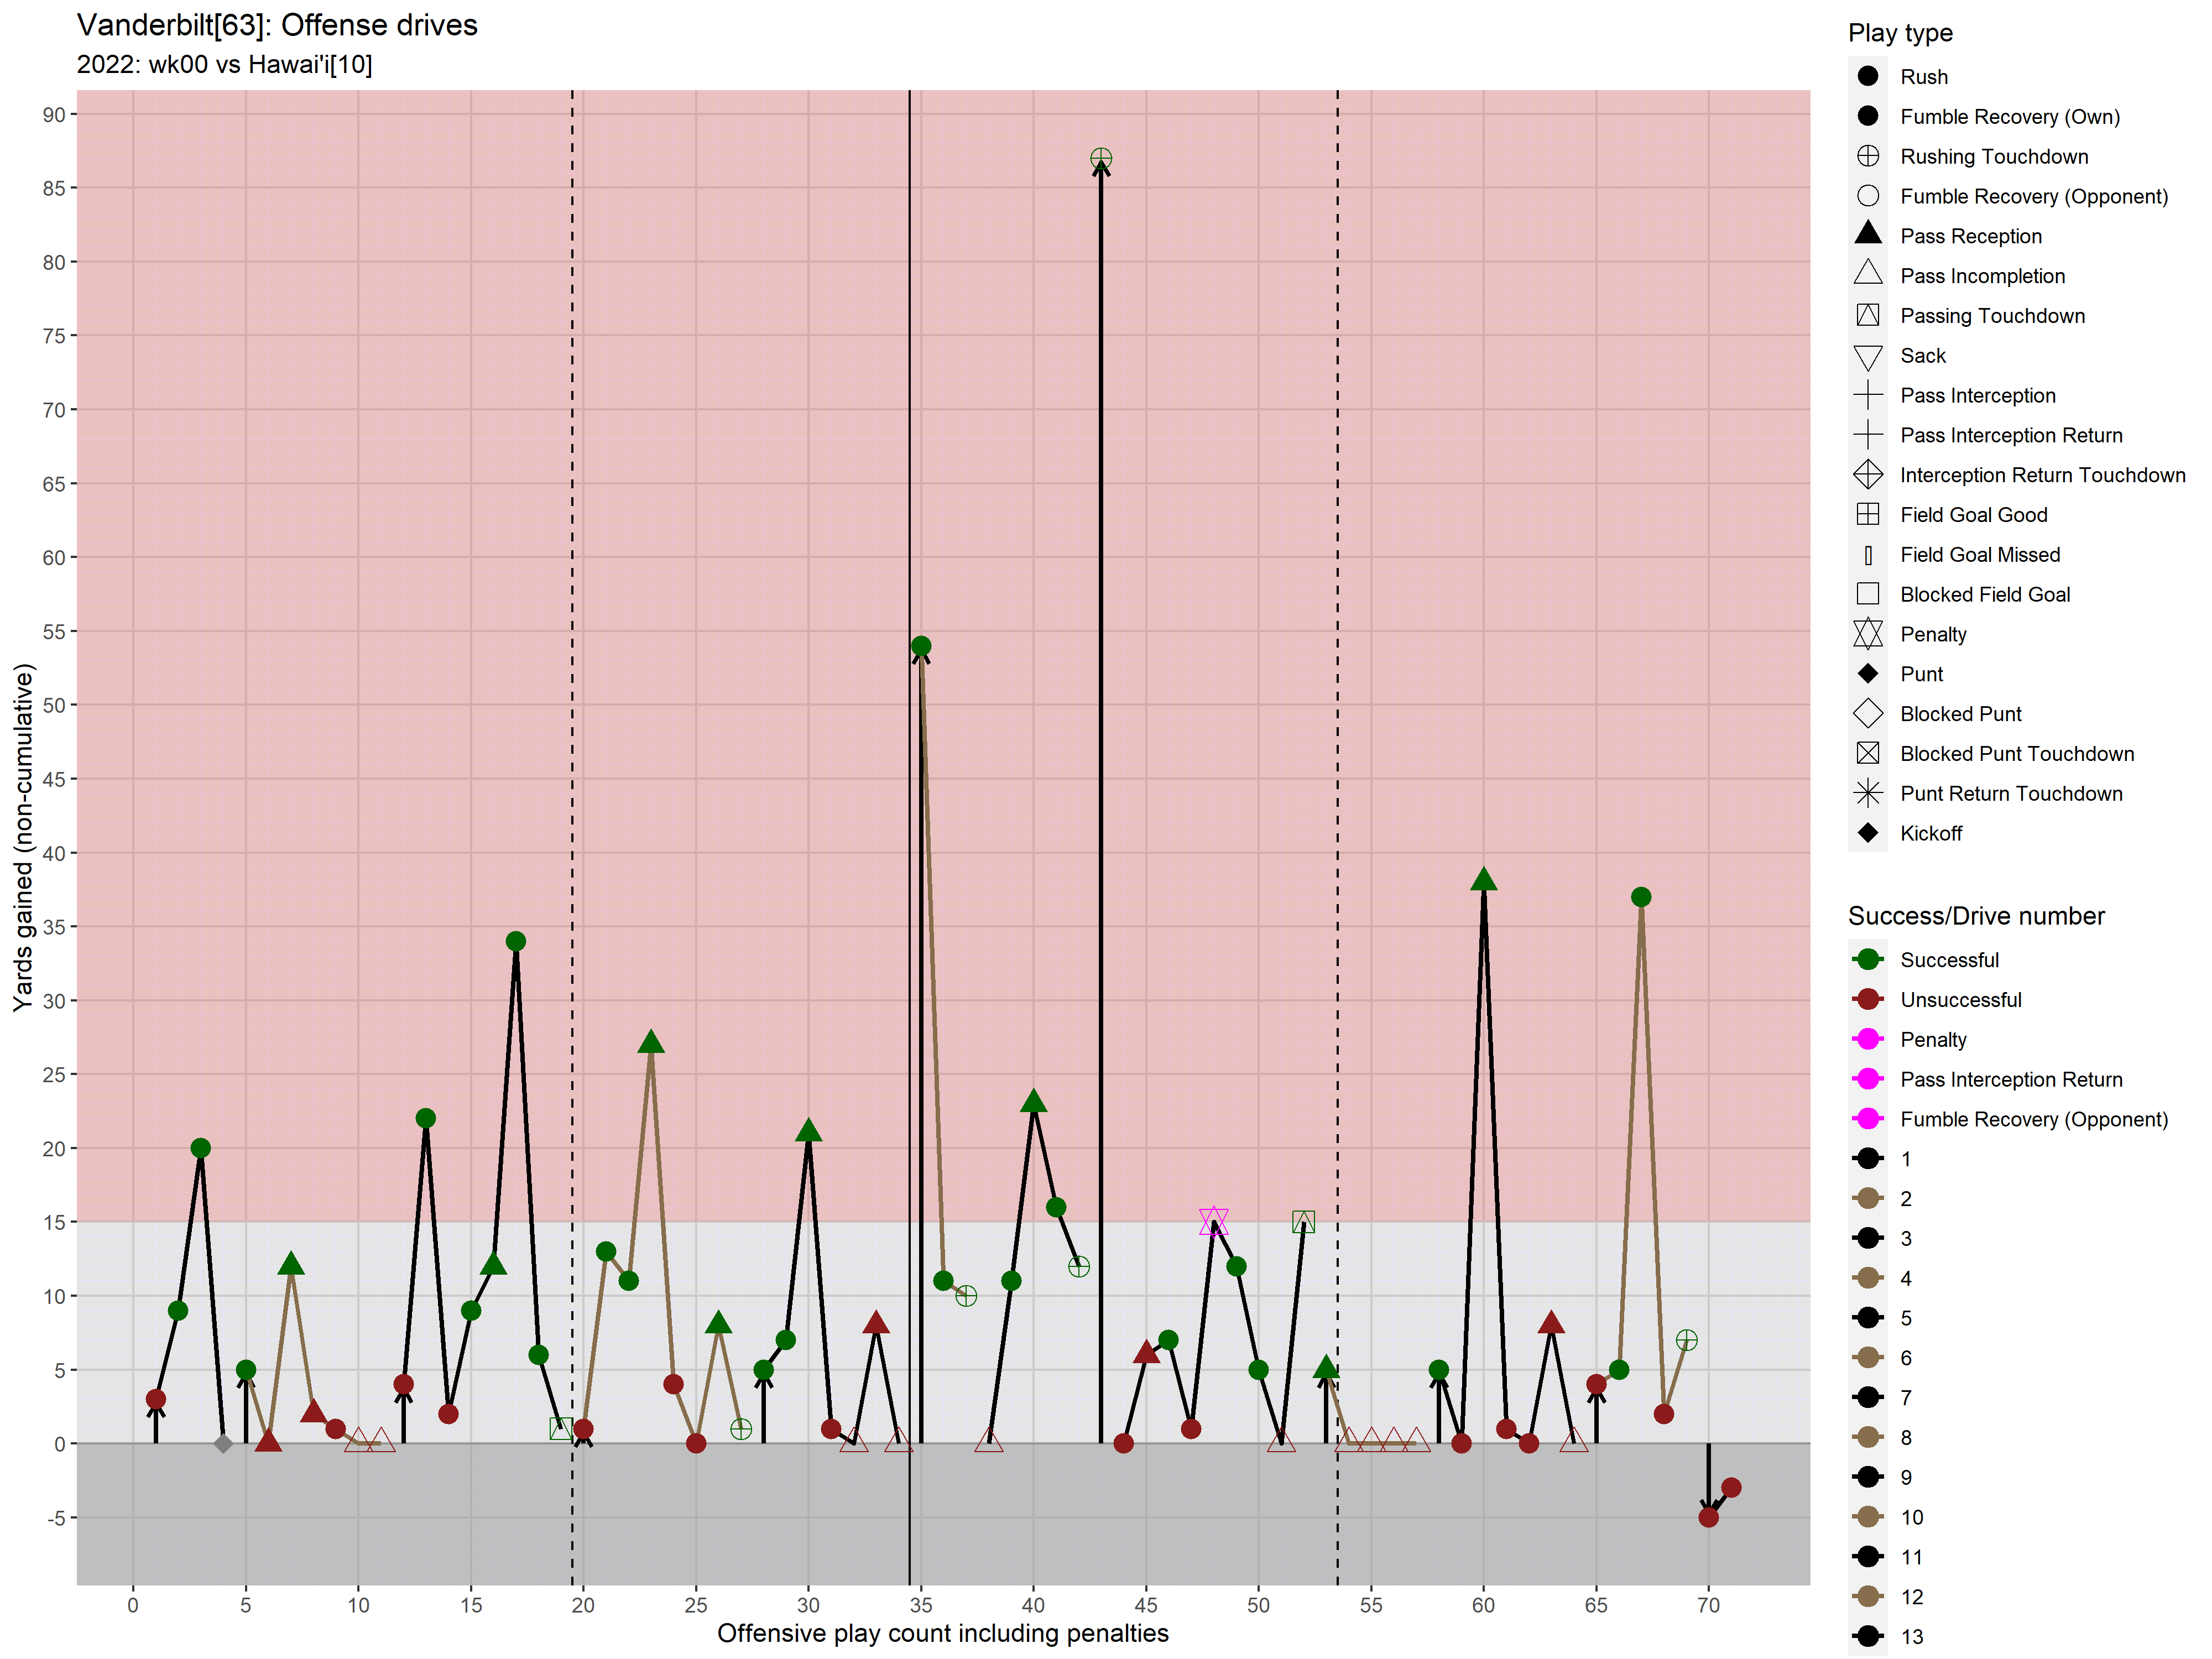 Vanderbilt[63]: Offense drives
2022: wk00 vs Hawai'i[10]
Yards gained (non-cumulative)
90
85
80
75
70
65
60
55
50
45
40
35
30
25
20
15
10
5
0
-5
0 5 10 15 20 25 30 35 40 45 50 55 60 65 70
Offensive play count including penalties
Play type
Rush
Fumble Recovery (Own)
Rushing Touchdown
Fumble Recovery (Opponent)
Pass Reception
Pass Incompletion
Passing Touchdown
Sack
Pass Interception
Pass Interception Return
Interception Return Touchdown
Field Goal Good
Field Goal Missed
Blocked Field Goal
Penalty
Punt
Blocked Punt
Blocked Punt Touchdown
Punt Return Touchdown
Kickoff
Success/Drive number
Successful
Unsuccessful
Penalty
Pass Interception Return
Fumble Recovery (Opponent)
1
2
3
4
5
6
7
8
9
10
11
12
13